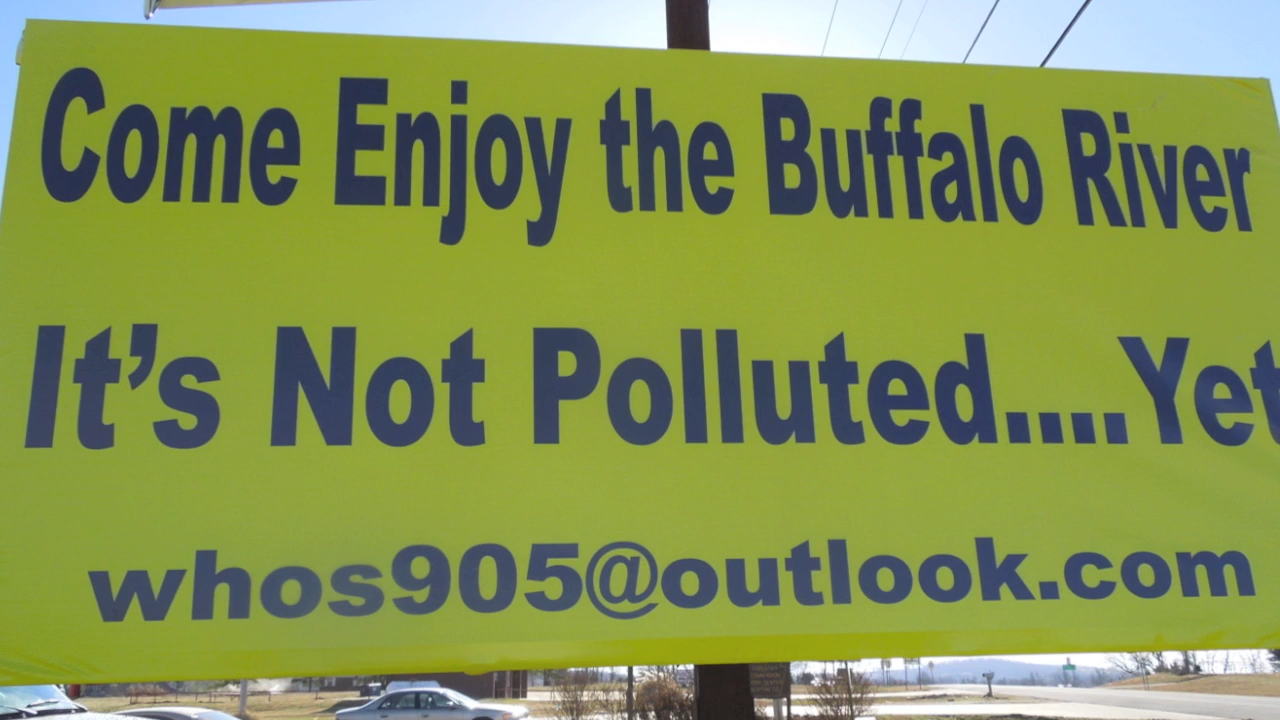 Come Enjoy the Buffalo River
It's Not Polluted....Yet
whos905@outlook.com